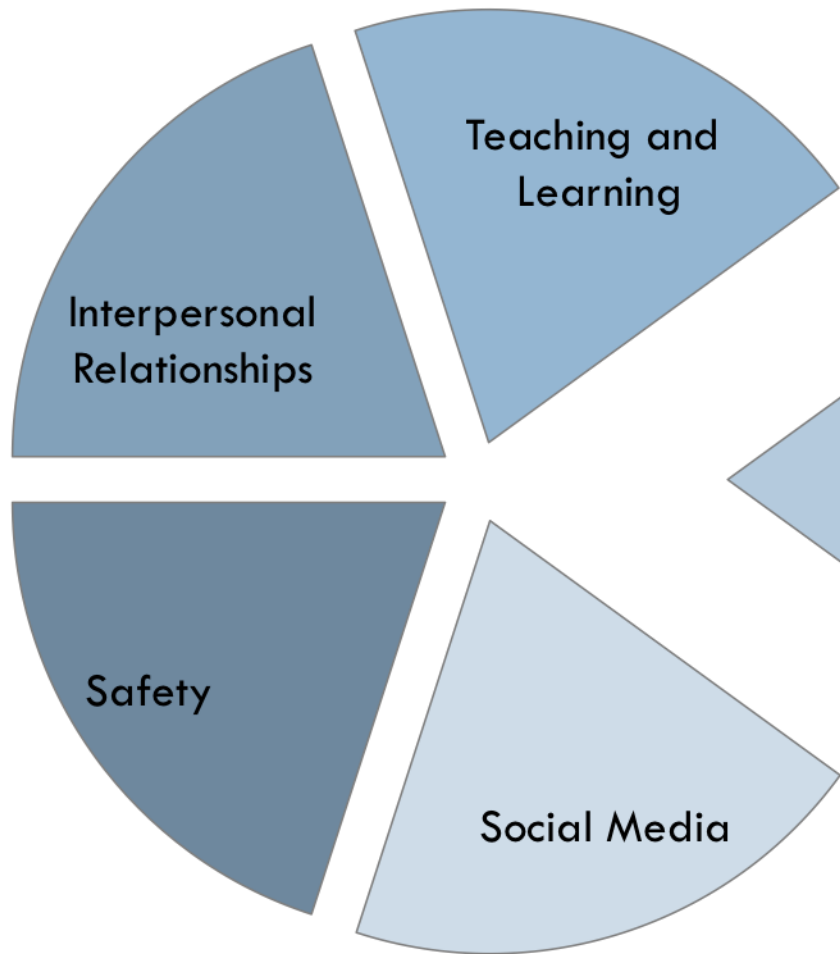 Teaching and
Learning
Interpersonal
Relationships
Safety
Social Media